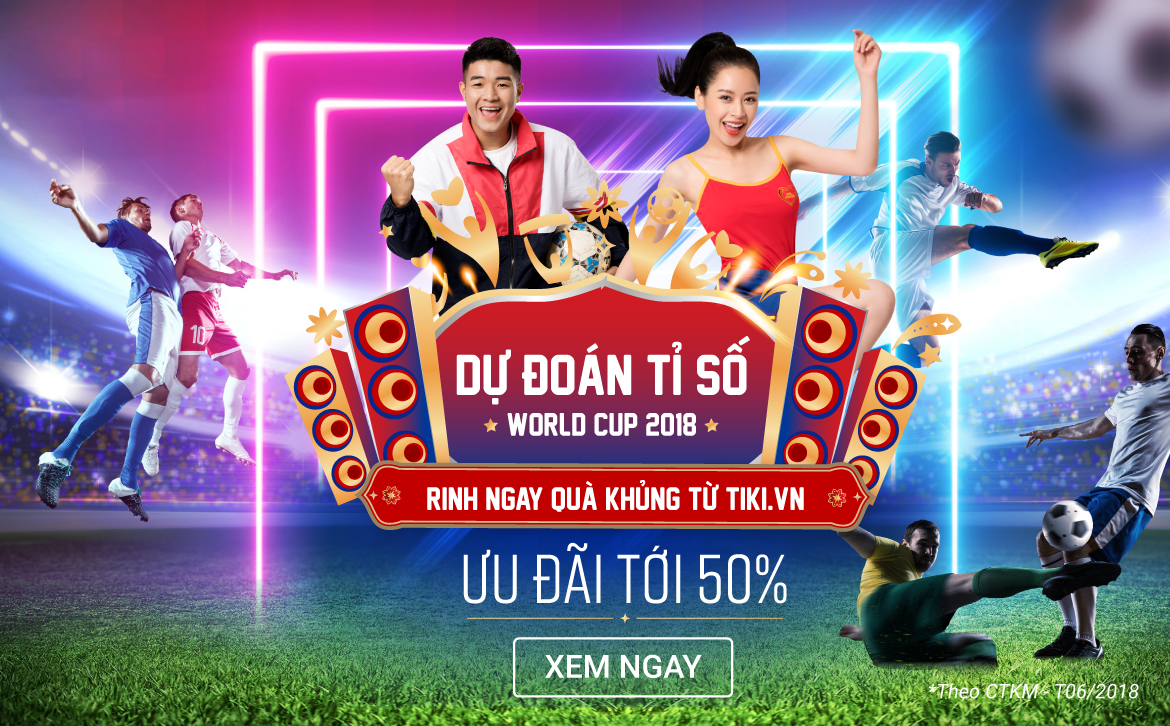 DỰ ĐOÁN TỈ SỐ
WORLD CUP 2018
RINH NGAY QUÀ KHỦNG TỪ TIKI.VN
ƯU ĐÃI TỚI 50%
XEM NGAY
*Theo CTKM - T06/2018
10